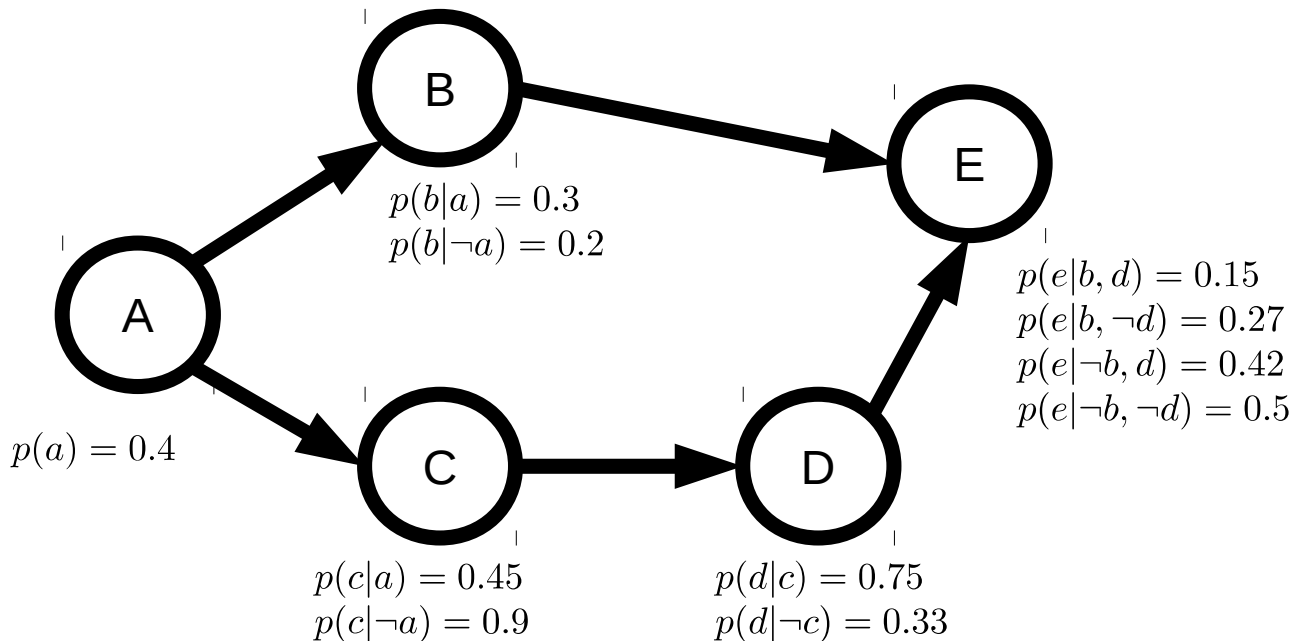 B
E
p(b|a) = 0.3
p(b|¬a) = 0.2
A
p(e|b, d) = 0.15
p(e|b, ¬d) = 0.27
p(e|¬b, d) = 0.42
p(e|¬b, ¬d) = 0.5
p(a) = 0.4
C
D
p(c|a) = 0.45
p(c|¬a) = 0.9
p(d|c) = 0.75
p(d|¬c) = 0.33